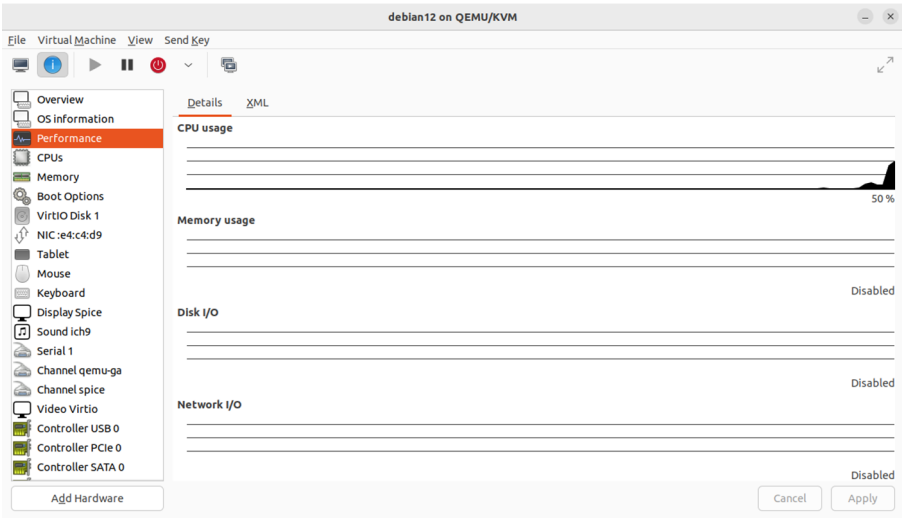 debian12 on QEMU/KVM
File Virtual Machine View Send Key
Details XML
Overview
OS information
Performance
CPUs
Memory
Boot Options
VirtIO Disk 1
NIC :e4:c4:d9
Tablet
Mouse
Keyboard
Display Spice
Sound ich9
Serial 1
Channel qemu-ga
Channel spice
Video Virtio
Controller USB 0
Controller PCIe 0
Controller SATA 0
CPU usage
50 %
Memory usage
Disabled
Disk I/O
Disabled
Network I/O
Disabled
Add Hardware
Cancel Apply